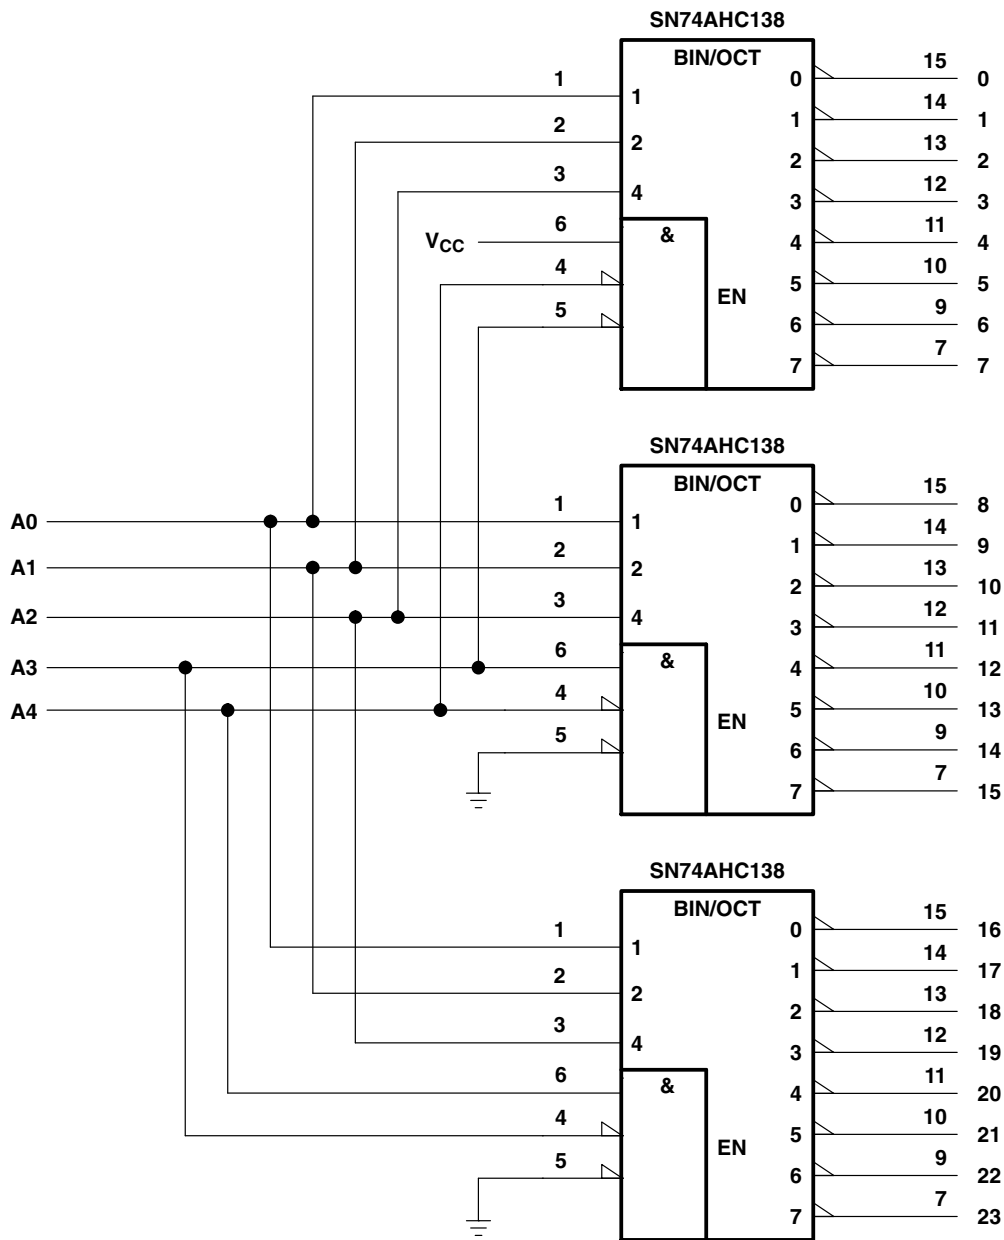 SN74AHC138
BIN/OCT
1 1
2 2
3 4
VCC 6 &
4
5 EN
0 15 0
1 14 1
2 13 2
3 12 3
4 11 4
5 10 5
6 9 6
7 7 7
SN74AHC138
BIN/OCT
A0 1 1
A1 2 2
A2 3 4
A3 6 &
A4 4
5 EN
0 15 8
1 14 9
2 13 10
3 12 11
4 11 12
5 10 13
6 9 14
7 7 15
SN74AHC138
BIN/OCT
1 1
2 2
3 4
6 &
4
5 EN
0 15 16
1 14 17
2 13 18
3 12 19
4 11 20
5 10 21
6 9 22
7 7 23